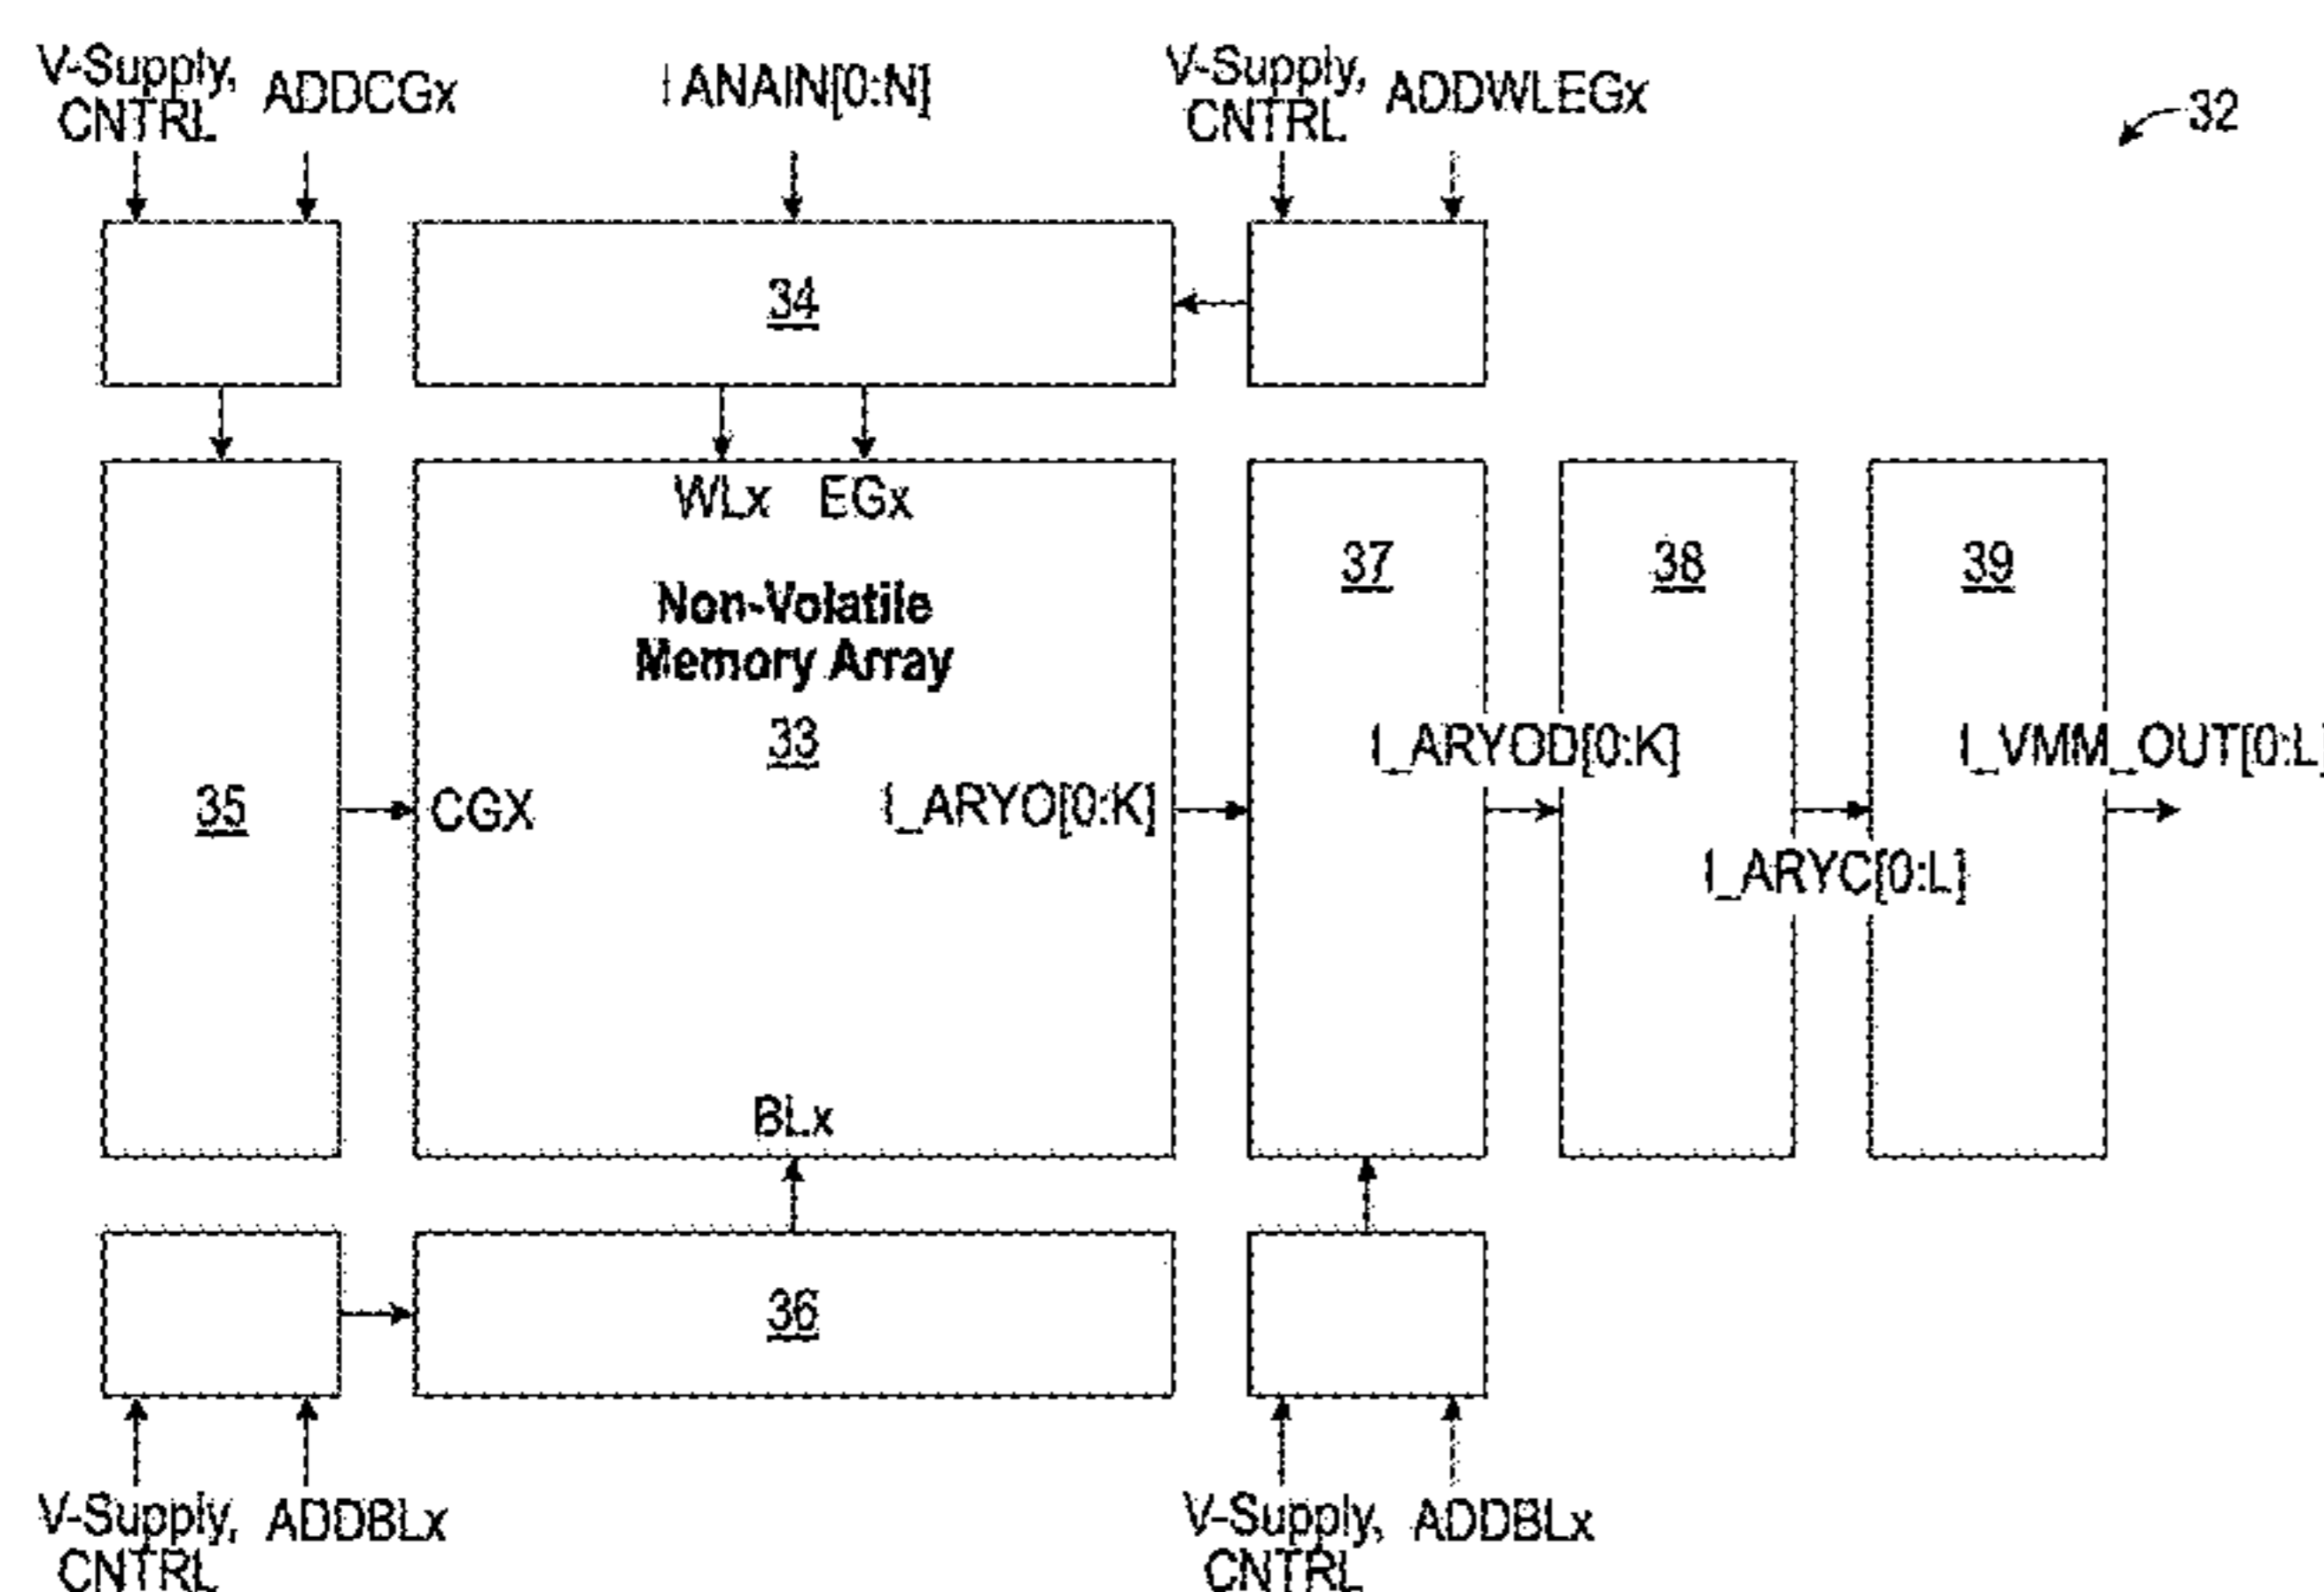 V-Supply,
CNTRL
ADDCGx
I ANAIN[0:N]
V-Supply,
CNTRL
ADDWLEGx
32
34
WLx EGx
Non-Volatile
Memory Array
33
35
CGX
I_ARYO[0:K]
37
38
39
I_ARYOD[0:K]
I_VMM_OUT[0:L]
I_ARYC[0:L]
BLx
36
V-Supply,
CNTRL
ADDBLx
V-Supply,
CNTRL
ADDBLx